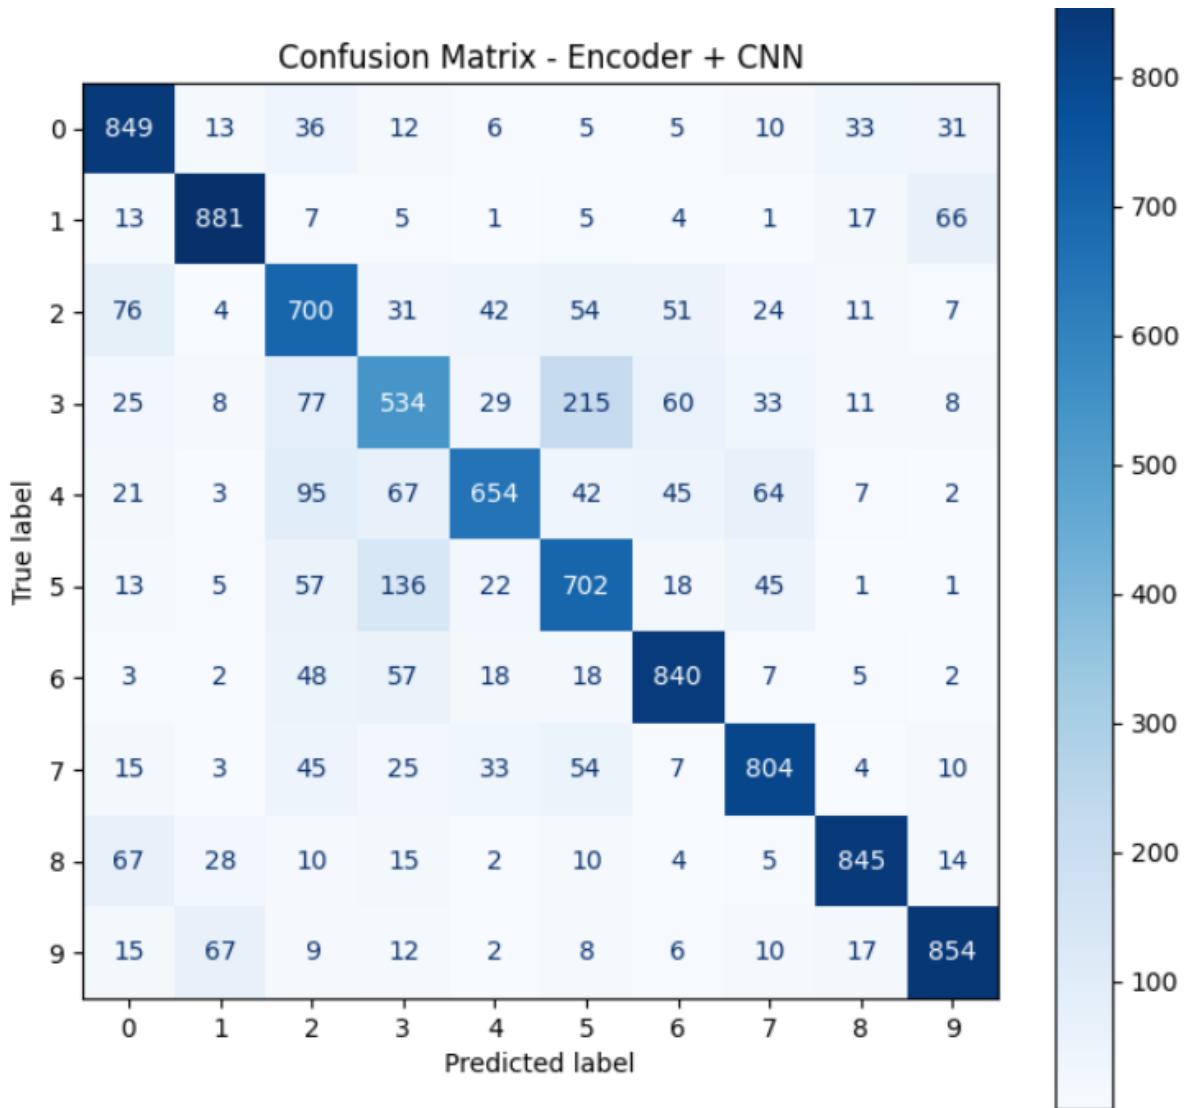 Confusion Matrix - Encoder + CNN
0 849 13 36 12 6 5 5 10 33 31
1 13 881 7 5 1 5 4 1 17 66
2 76 4 700 31 42 54 51 24 11 7
3 25 8 77 534 29 215 60 33 11 8
4 21 3 95 67 654 42 45 64 7 2
5 13 5 57 136 22 702 18 45 1 1
6 3 2 48 57 18 18 840 7 5 2
7 15 3 45 25 33 54 7 804 4 10
8 67 28 10 15 2 10 4 5 845 14
9 15 67 9 12 2 8 6 10 17 854
0 1 2 3 4 5 6 7 8 9
Predicted label
True label
800
700
600
500
400
300
200
100